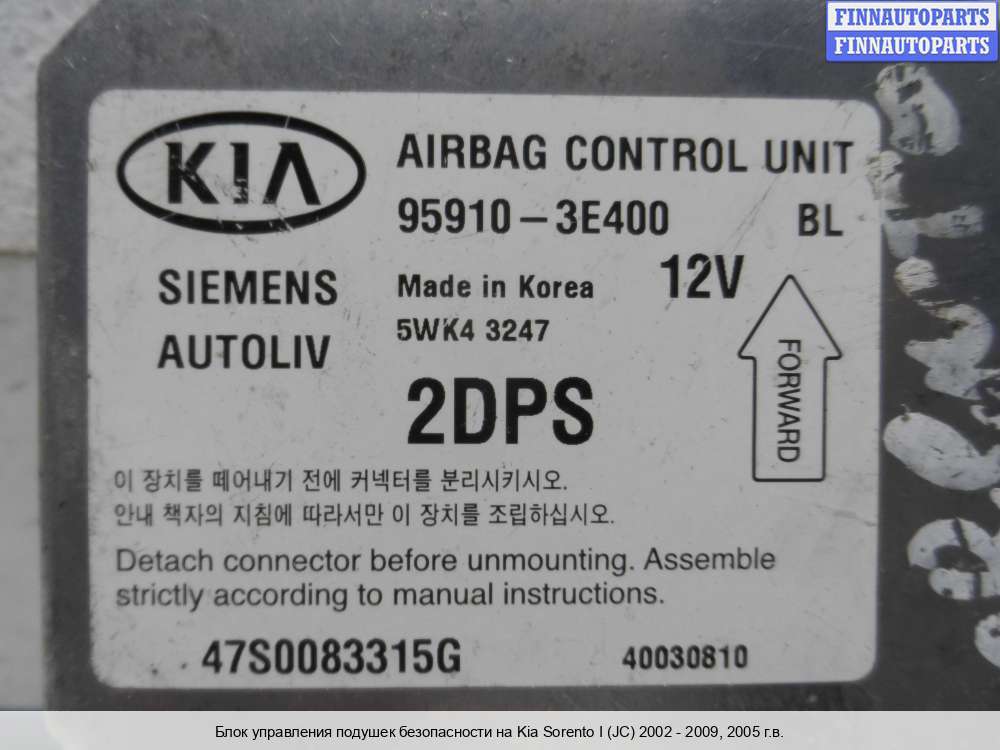 FINNAUTOPARTS
FINNAUTOPARTS
KIA
AIRBAG CONTROL UNIT
95910-3E400 BL
SIEMENS
AUTOLIV
Made in Korea 12V
5WK4 3247
FORWARD
2DPS
이 장치를 떼어내기 전에 커넥터를 분리시키시오.
안내 책자의 지침에 따라서만 이 장치를 조립하십시오.
Detach connector before unmounting. Assemble
strictly according to manual instructions.
47S0083315G 40030810
Блок управления подушек безопасности на Kia Sorento I (JC) 2002 - 2009, 2005 г.в.